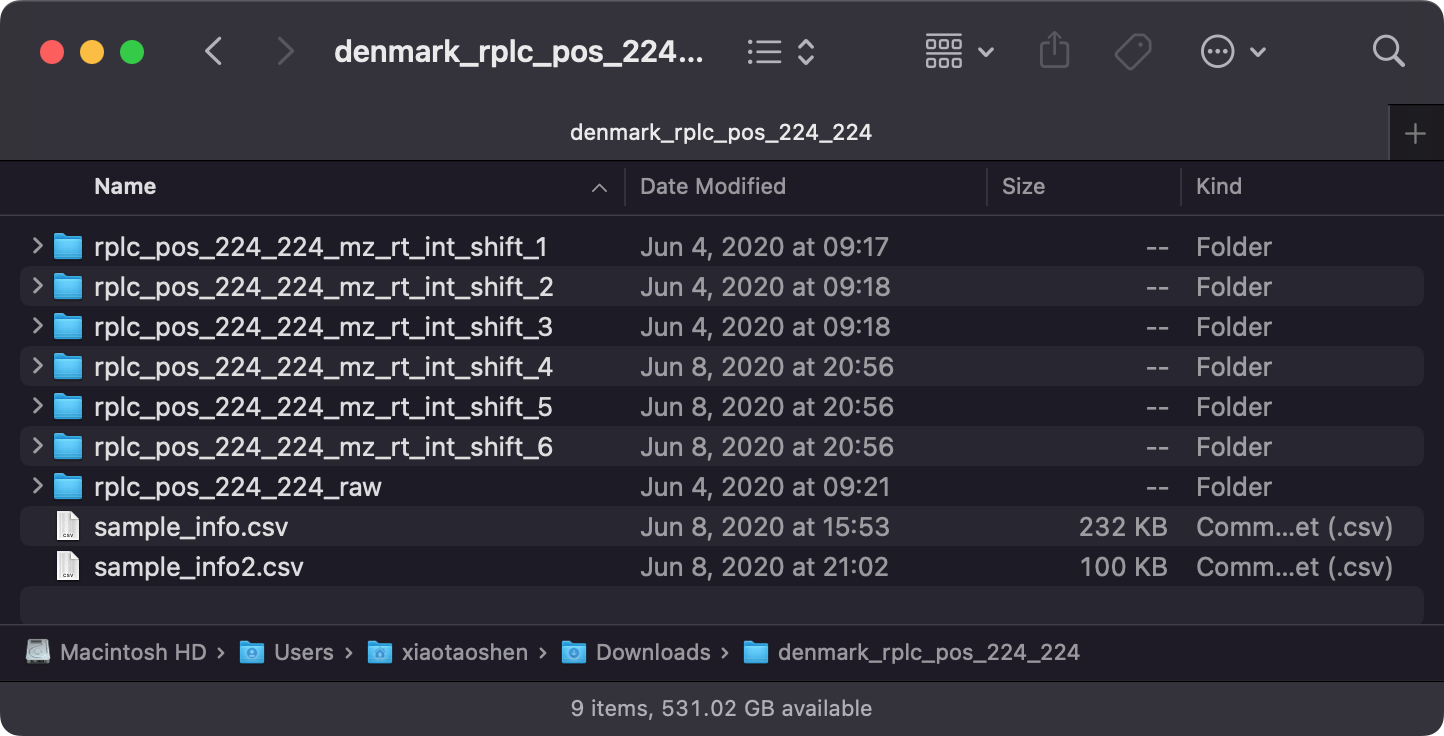 denmark_rplc_pos_224...
denmark_rplc_pos_224_224
Name Date Modified Size Kind
rplc_pos_224_224_mz_rt_int_shift_1 Jun 4, 2020 at 09:17 -- Folder
rplc_pos_224_224_mz_rt_int_shift_2 Jun 4, 2020 at 09:18 -- Folder
rplc_pos_224_224_mz_rt_int_shift_3 Jun 4, 2020 at 09:18 -- Folder
rplc_pos_224_224_mz_rt_int_shift_4 Jun 8, 2020 at 20:56 -- Folder
rplc_pos_224_224_mz_rt_int_shift_5 Jun 8, 2020 at 20:56 -- Folder
rplc_pos_224_224_mz_rt_int_shift_6 Jun 8, 2020 at 20:56 -- Folder
rplc_pos_224_224_raw Jun 4, 2020 at 09:21 -- Folder
sample_info.csv Jun 8, 2020 at 15:53 232 KB Comm...et (.csv)
sample_info2.csv Jun 8, 2020 at 21:02 100 KB Comm...et (.csv)
Macintosh HD › Users › xiaotaoshen › Downloads › denmark_rplc_pos_224_224
9 items, 531.02 GB available